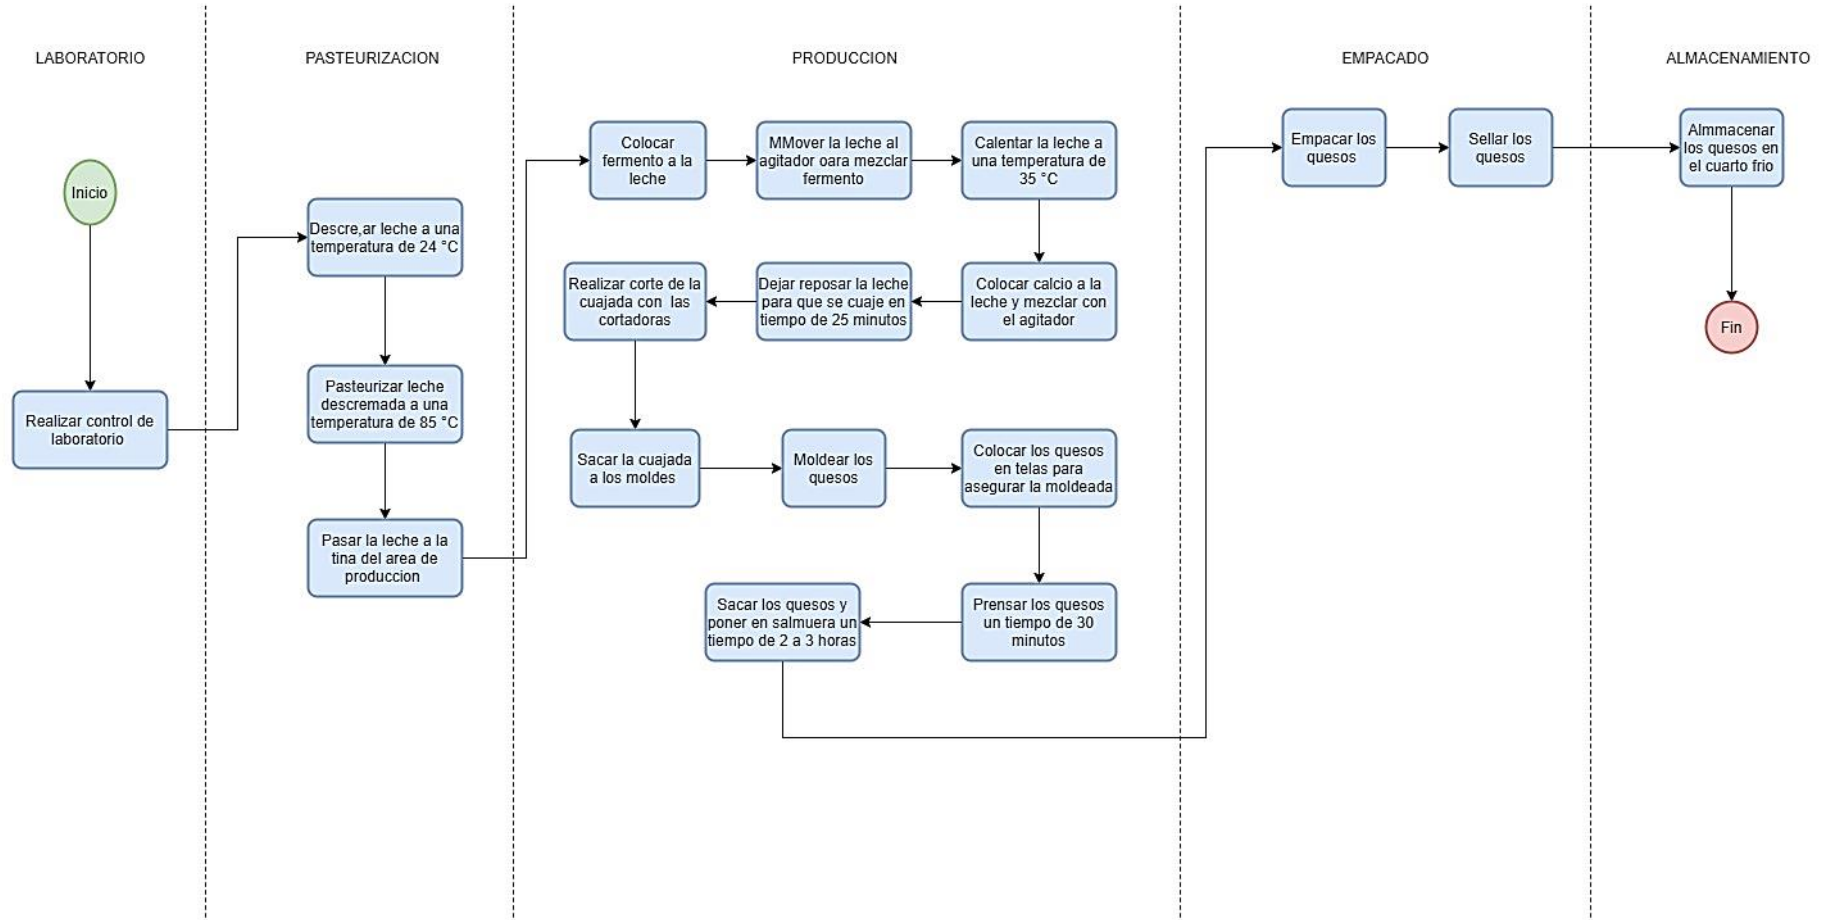 LABORATORIO
PASTEURIZACION
PRODUCCION
EMPACADO
ALMACENAMIENTO
Inicio
Realizar control de
laboratorio
Descre,ar leche a una
temperatura de 24 °C
Pasteurizar leche
descremada a una
temperatura de 85 °C
Pasar la leche a la
tina del area de
produccion
Colocar
fermento a la
leche
MMover la leche al
agitador oara mezclar
fermento
Calentar la leche a
una temperatura de
35 °C
Colocar calcio a la
leche y mezclar con
el agitador
Dejar reposar la leche
para que se cuaje en
tiempo de 25 minutos
Realizar corte de la
cuajada con las
cortadoras
Sacar la cuajada
a los moldes
Moldear los
quesos
Colocar los quesos
en telas para
asegurar la moldeada
Prensar los quesos
un tiempo de 30
minutos
Sacar los quesos y
poner en salmuera un
tiempo de 2 a 3 horas
Empacar los
quesos
Sellar los
quesos
Almmacenar
los quesos en
el cuarto frio
Fin